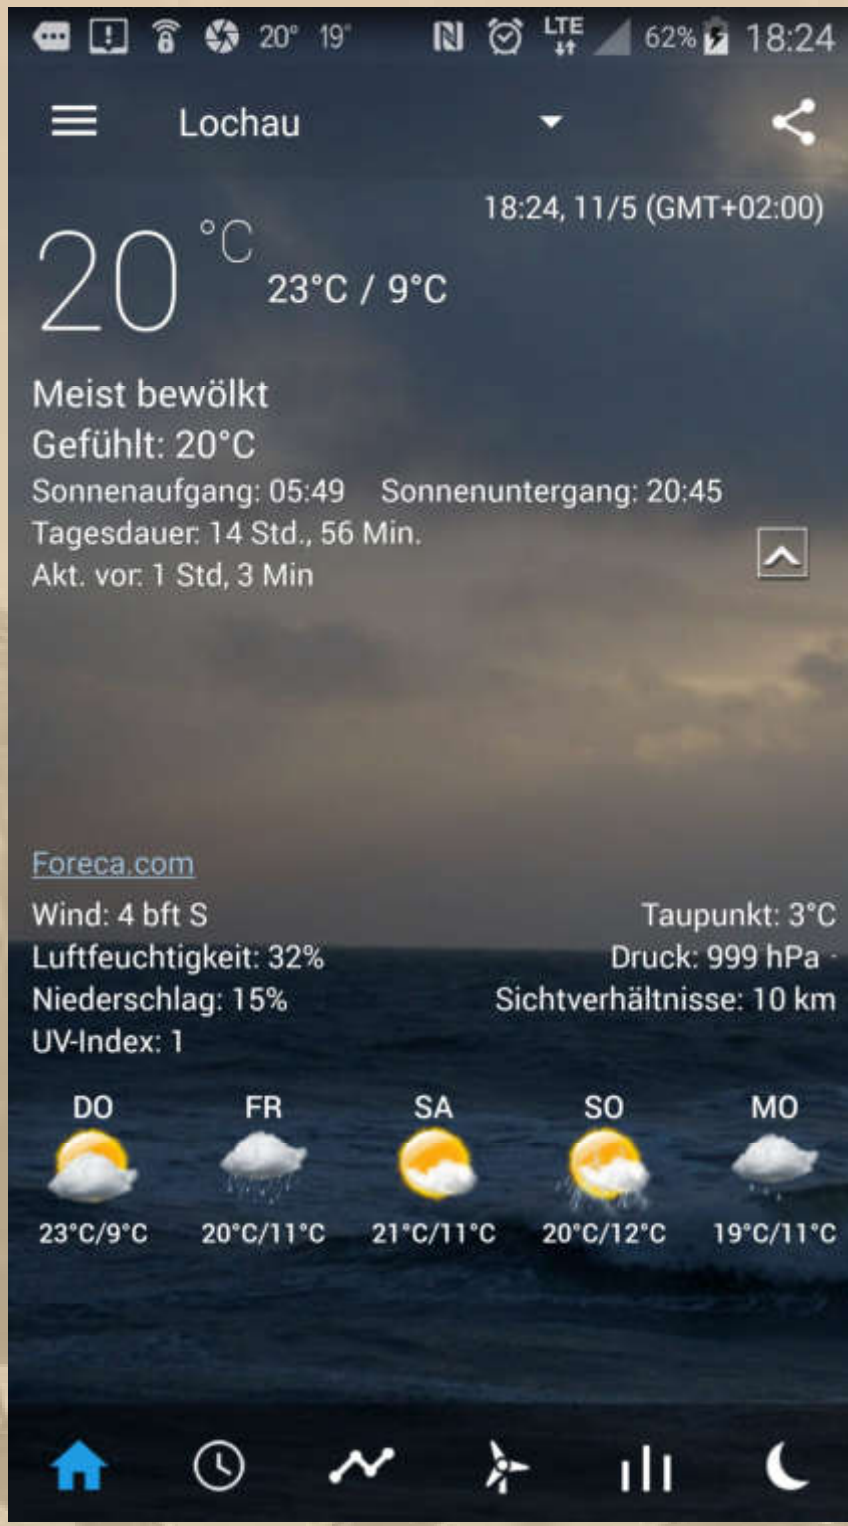 20° 19° LTE 62% 18:24
Lochau
18:24, 11/5 (GMT+02:00)
20 °C
23°C / 9°C
Meist bewölkt
Gefühlt: 20°C
Sonnenaufgang: 05:49 Sonnenuntergang: 20:45
Tagesdauer: 14 Std., 56 Min.
Akt. vor: 1 Std, 3 Min
Foreca.com
Wind: 4 bft S Taupunkt: 3°C
Luftfeuchtigkeit: 32% Druck: 999 hPa -
Niederschlag: 15% Sichtverhältnisse: 10 km
UV-Index: 1
DO FR SA SO MO
23°C/9°C 20°C/11°C 21°C/11°C 20°C/12°C 19°C/11°C